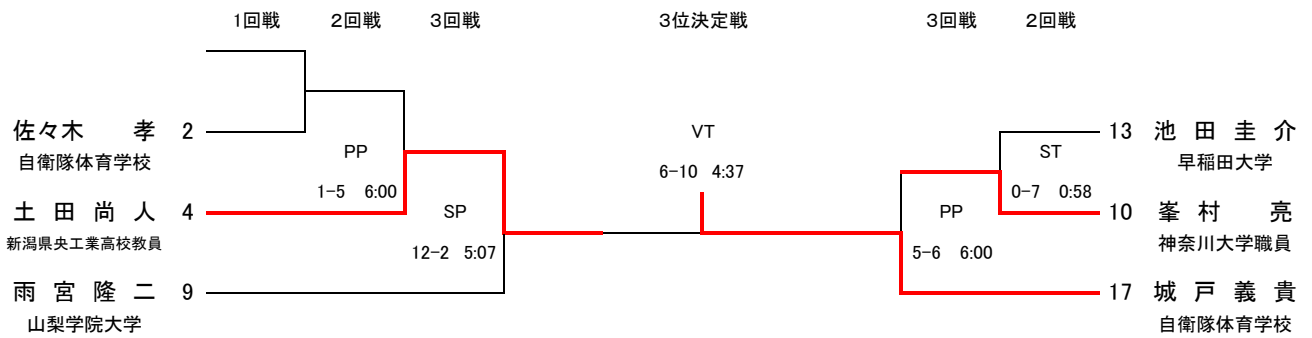 1回戦 2回戦 3回戦 3位決定戦 3回戦 2回戦
佐々木 孝 2
自衛隊体育学校
土田尚人 4
新潟県央工業高校教員
雨宮隆二 9
山梨学院大学
PP
1-5 6:00
SP
12-2 5:07
VT
6-10 4:37
PP
5-6 6:00
ST
0-7 0:58
13 池田圭介
早稲田大学
10 峯村 亮
神奈川大学職員
17 城戸義貴
自衛隊体育学校